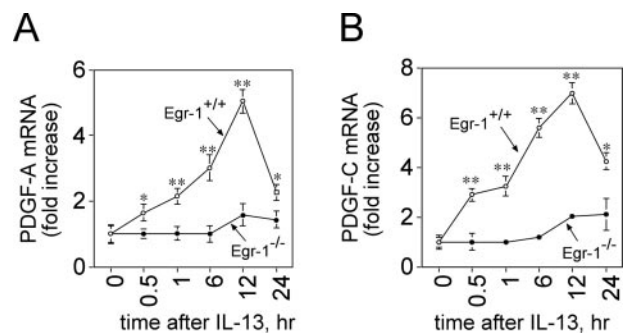 A
PDGF-A mRNA
(fold increase)
6
4
2
0
*
**
**
**
*
Egr-1+/+
Egr-1-/-
0
0.5
1
6
12
24
time after IL-13, hr
B
PDGF-C mRNA
(fold increase)
8
6
4
2
0
**
**
**
**
*
Egr-1+/+
Egr-1-/-
0
0.5
1
6
12
24
time after IL-13, hr